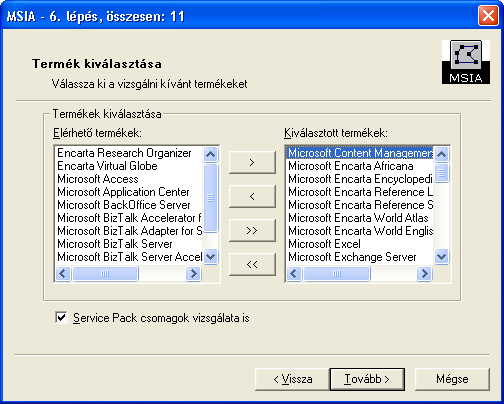 MSIA - 6. lépés, összesen: 11
Termék kiválasztása
Válassza ki a vizsgálni kívánt termékeket
MSIA
Termékek kiválasztása
Elérhető termékek:
Encarta Research Organizer
Encarta Virtual Globe
Microsoft Access
Microsoft Application Center
Microsoft BackOffice Server
Microsoft BizTalk Accelerator f
Microsoft BizTalk Adapter for S
Microsoft BizTalk Server
Microsoft BizTalk Server Accel
>
<
>>
<<
Kiválasztott termékek:
Microsoft Content Managemen
Microsoft Encarta Africana
Microsoft Encarta Encyclopedi
Microsoft Encarta Reference L
Microsoft Encarta Reference S
Microsoft Encarta World Atlas
Microsoft Encarta World Englis
Microsoft Excel
Microsoft Exchange Server
Service Pack csomagok vizsgálata is
< Vissza
Tovább >
Mégse